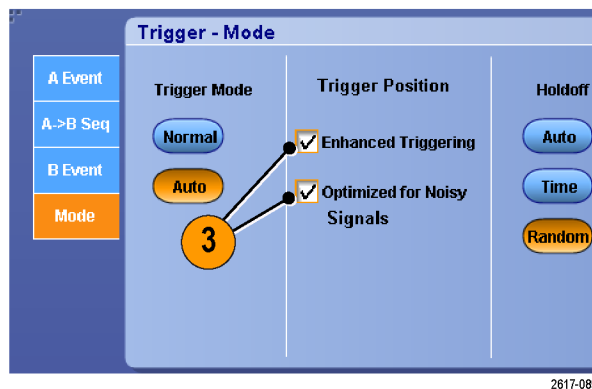 Trigger - Mode
A Event
A->B Seq
B Event
Mode
Trigger Mode
Normal
Auto
3
Trigger Position
Enhanced Triggering
Optimized for Noisy
Signals
Holdoff
Auto
Time
Random
2617-08